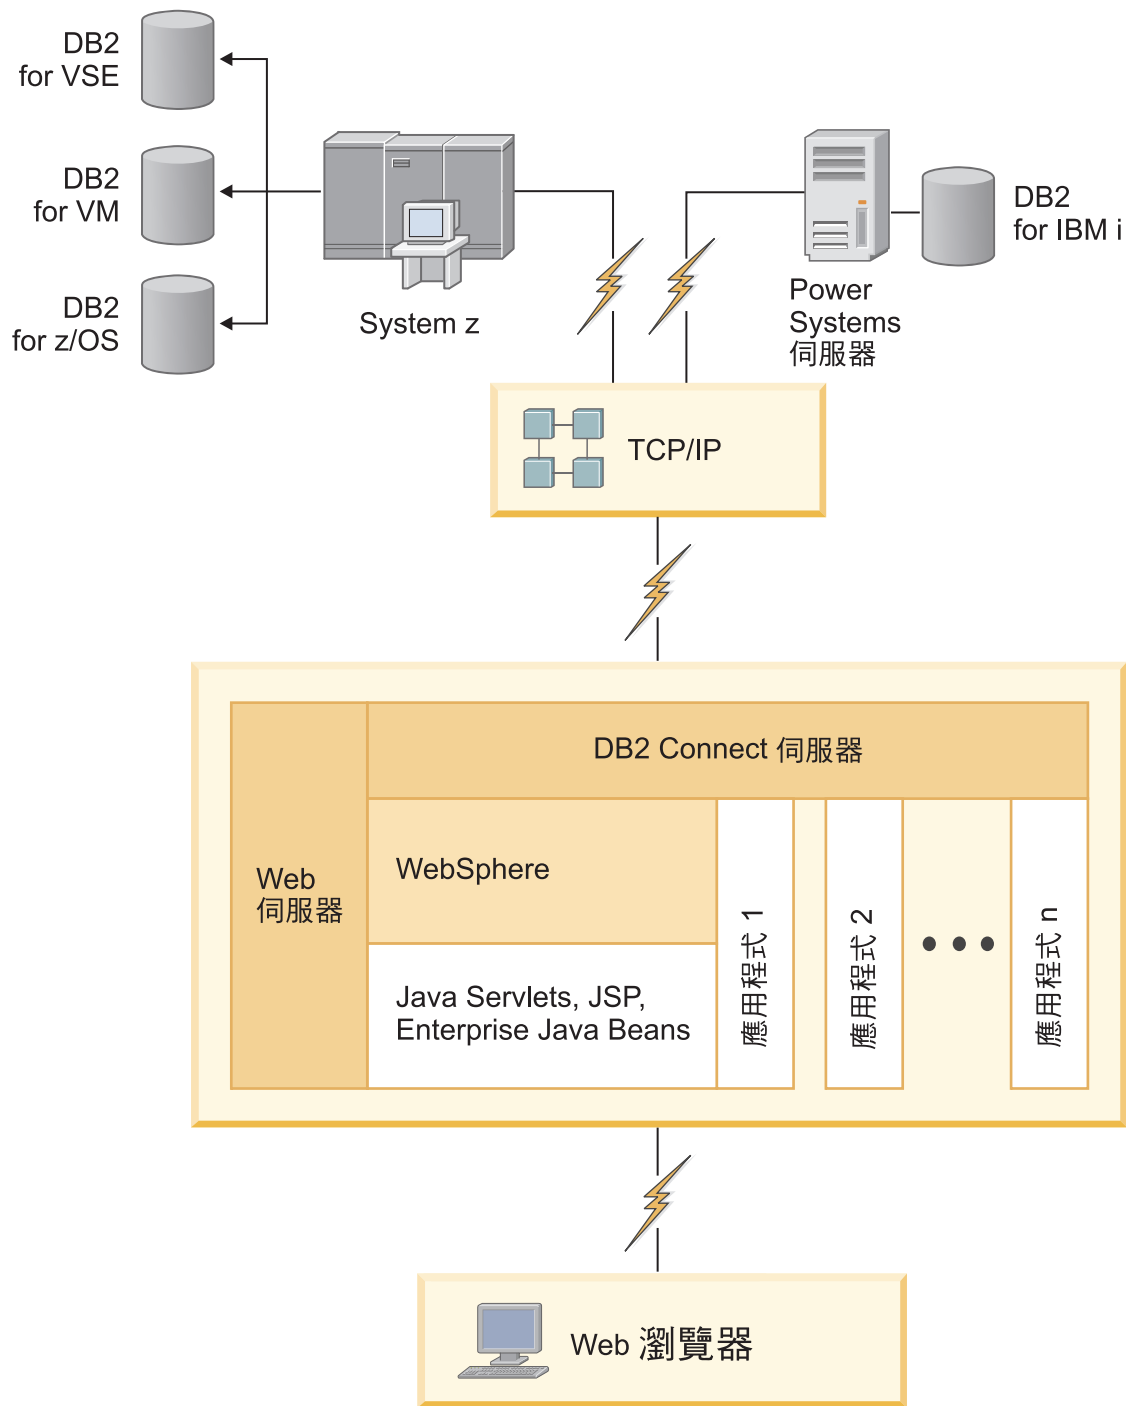 DB2
for VSE
DB2
for VM
DB2
for z/OS
System z
Power
Systems
伺服器
DB2
for IBM i
TCP/IP
DB2 Connect 伺服器
Web
伺服器
WebSphere
Java Servlets, JSP,
Enterprise Java Beans
應用程式 1
應用程式 2
應用程式 n
Web 瀏覽器